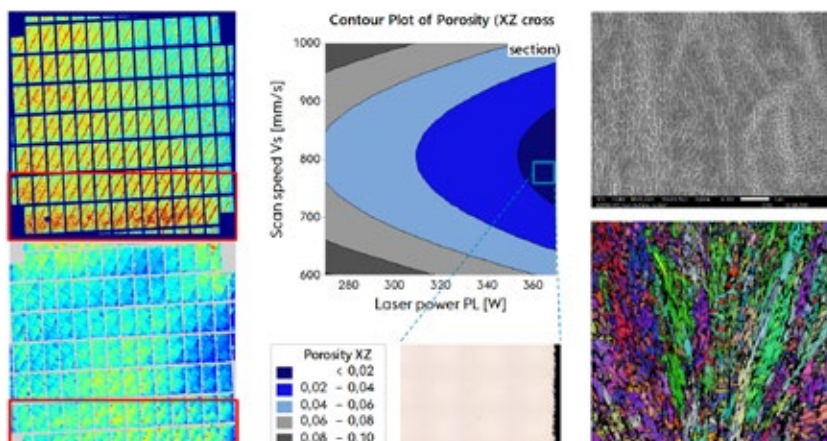 Contour Plot of Porosity (XZ cross
section)
Scan speed Vs [mm/s]
1000
900
800
700
600
280
300
320
340
360
Laser power PL [W]
Porosity XZ
< 0,02
0,02 – 0,04
0,04 – 0,06
0,06 – 0,08
0,08 – 0,10